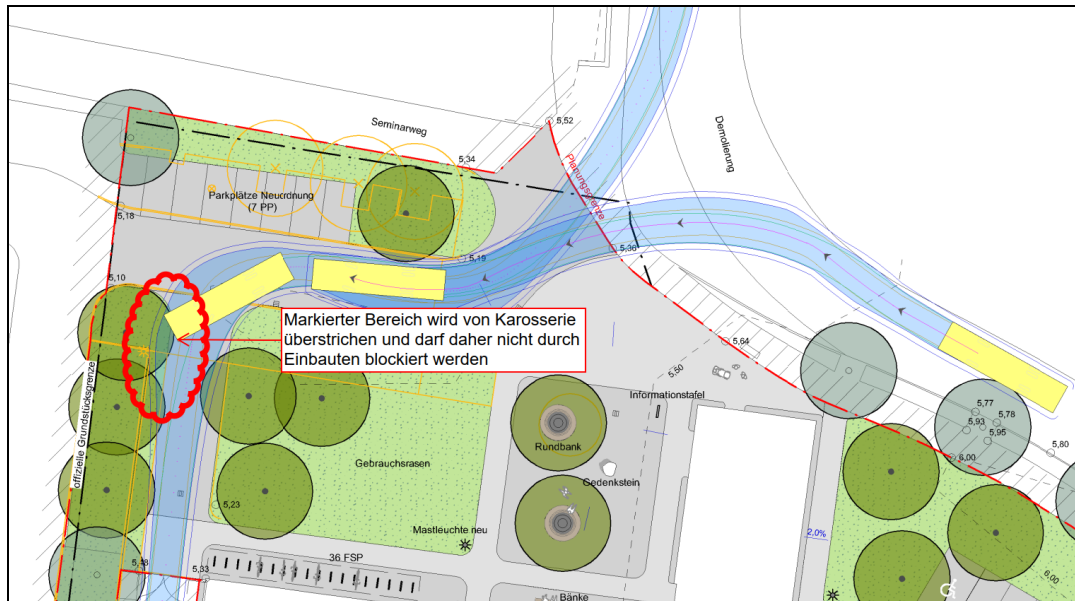 5,52
Seminarweg
5,34
Demolierung
Planungsgrenze
Parkplätze Neuordnung
(7 PP)
5,18
5,19
5,36
5,10
Markierter Bereich wird von Karosserie
überstrichen und darf daher nicht durch
Einbauten blockiert werden
5,64
5,50
offizielle Grundstücksgrenze
Informationstafel
5,77
5,78
5,93
5,95
5,80
6,00
Rundbank
Gebrauchsrasen
Gedenkstein
5,23
Mastleuchte neu
2,0%
36 FSP
5,18
5,33
6,00
Bänke